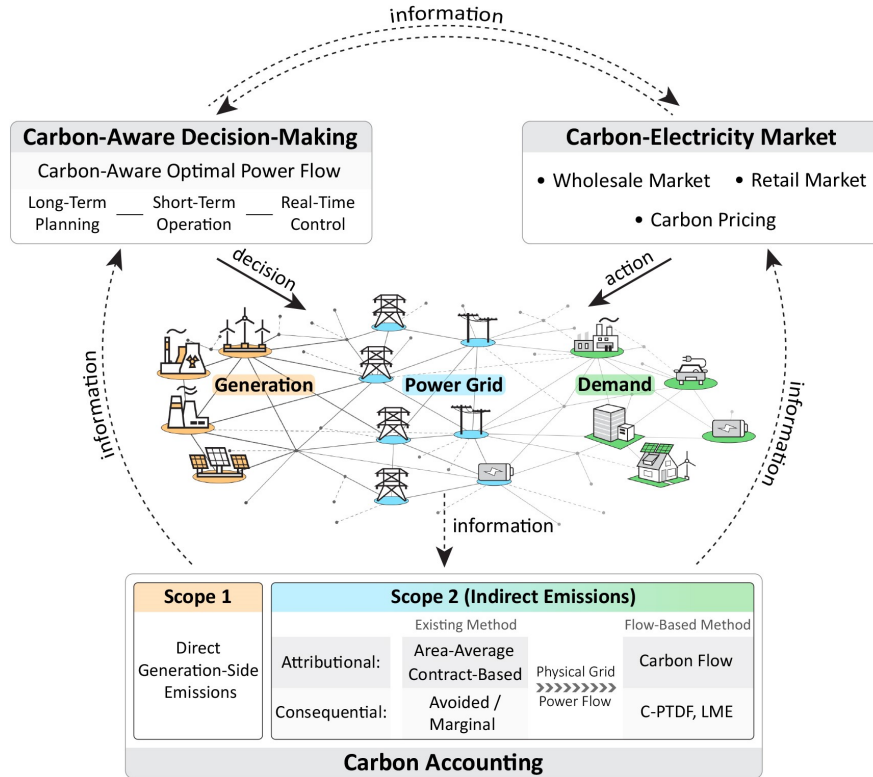 information
Carbon-Aware Decision-Making
Carbon-Aware Optimal Power Flow
Long-Term
Planning
Short-Term
Operation
Real-Time
Control
Carbon-Electricity Market
• Wholesale Market
• Retail Market
• Carbon Pricing
decision
action
Generation
Power Grid
Demand
information
information
information
Scope 1
Direct
Generation-Side
Emissions
Scope 2 (Indirect Emissions)
Existing Method
Flow-Based Method
Attributional:
Area-Average
Contract-Based
Physical Grid
Power Flow
Carbon Flow
Consequential:
Avoided /
Marginal
C-PTDF, LME
Carbon Accounting